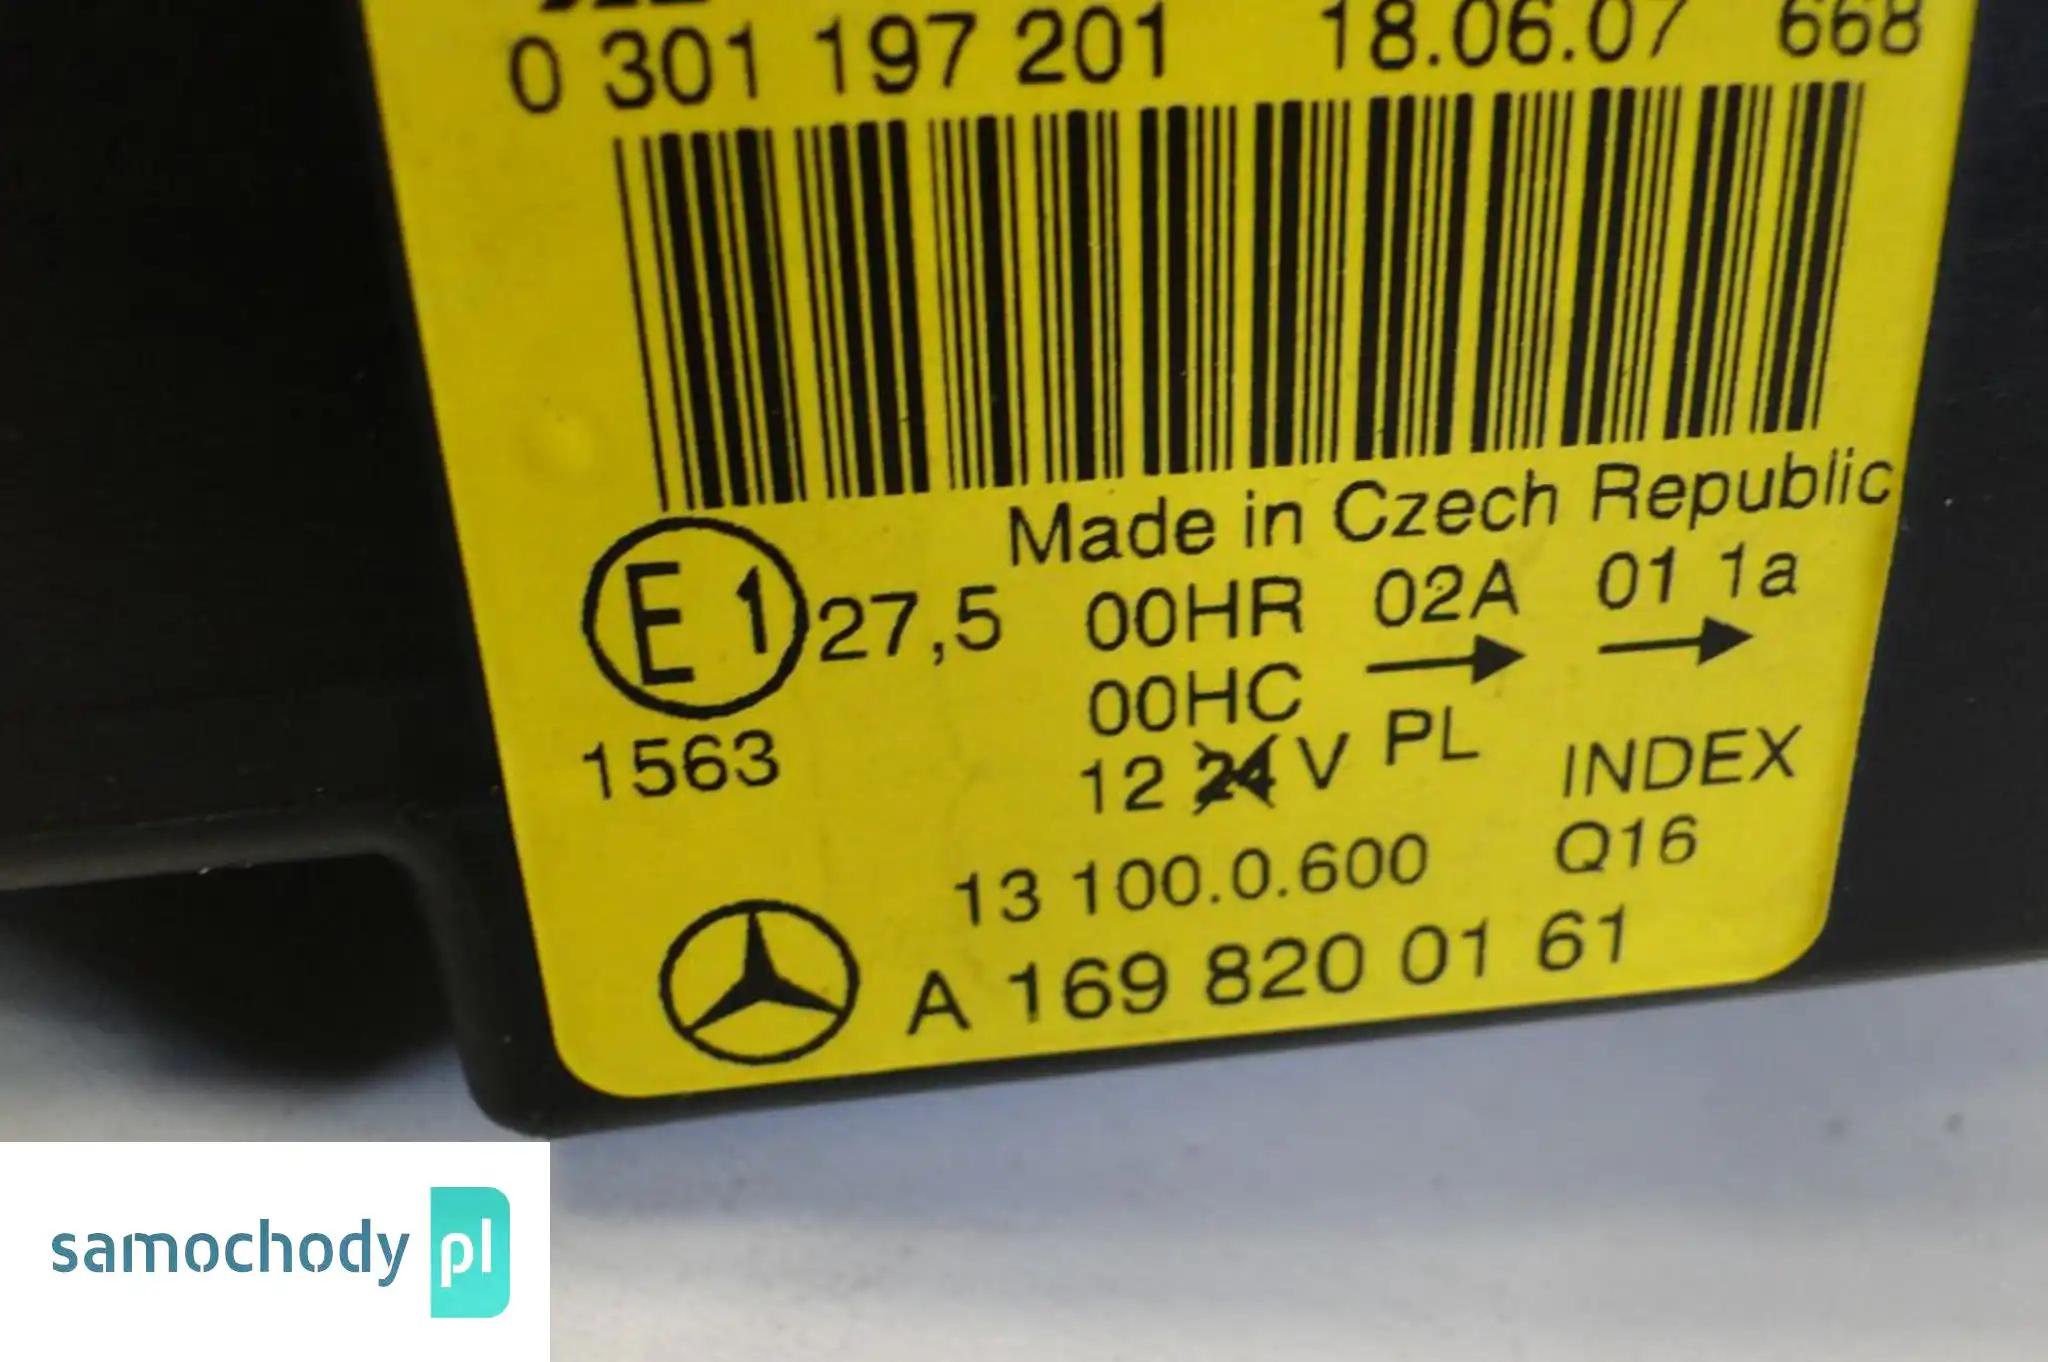 0 301 197 201 18.06.07 668
Made in Czech Republic
E 1 27,5 00HR 02A 01 1a
00HC → →
1563 12 24 V PL INDEX
13 100.0.600 Q16
A 169 820 01 61
samochody pl